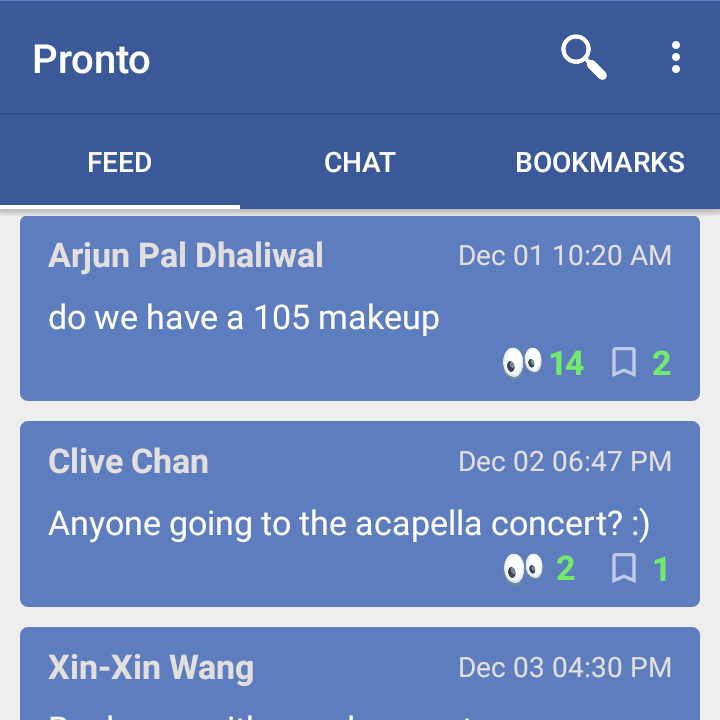 Pronto
FEED CHAT BOOKMARKS
Arjun Pal Dhaliwal Dec 01 10:20 AM
do we have a 105 makeup
14 2
Clive Chan Dec 02 06:47 PM
Anyone going to the acapella concert? :)
2 1
Xin-Xin Wang Dec 03 04:30 PM